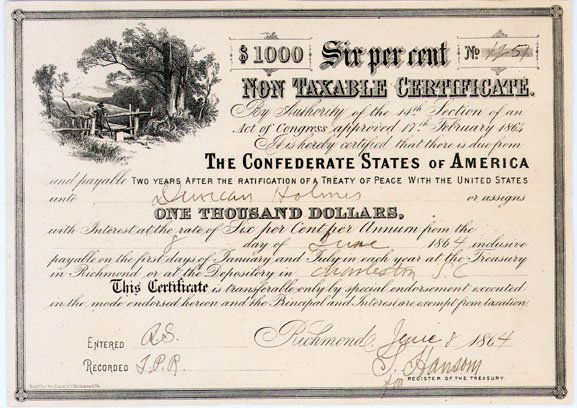 $1000 Six per cent No 1251
NON TAXABLE CERTIFICATE.
By Authority of the 14th Section of an
Act of Congress approved 17th February 1864
It is hereby certified that there is due from
THE CONFEDERATE STATES OF AMERICA
and payable TWO YEARS AFTER THE RATIFICATION OF A TREATY OF PEACE WITH THE UNITED STATES
unto Duncan Holmes or assigns
ONE THOUSAND DOLLARS,
with Interest at the rate of Six per Cent per Annum from the
8 day of June 1864 inclusive
payable on the first days of January and July in each year at the Treasury
in Richmond or at the Depository in Charleston S.C
This Certificate is transferable only by special endorsement executed
in the mode endorsed hereon and the Principal and Interest are exempt from taxation.
ENTERED
Richmond, June 8 1864
RECORDED
for REGISTER OF THE TREASURY